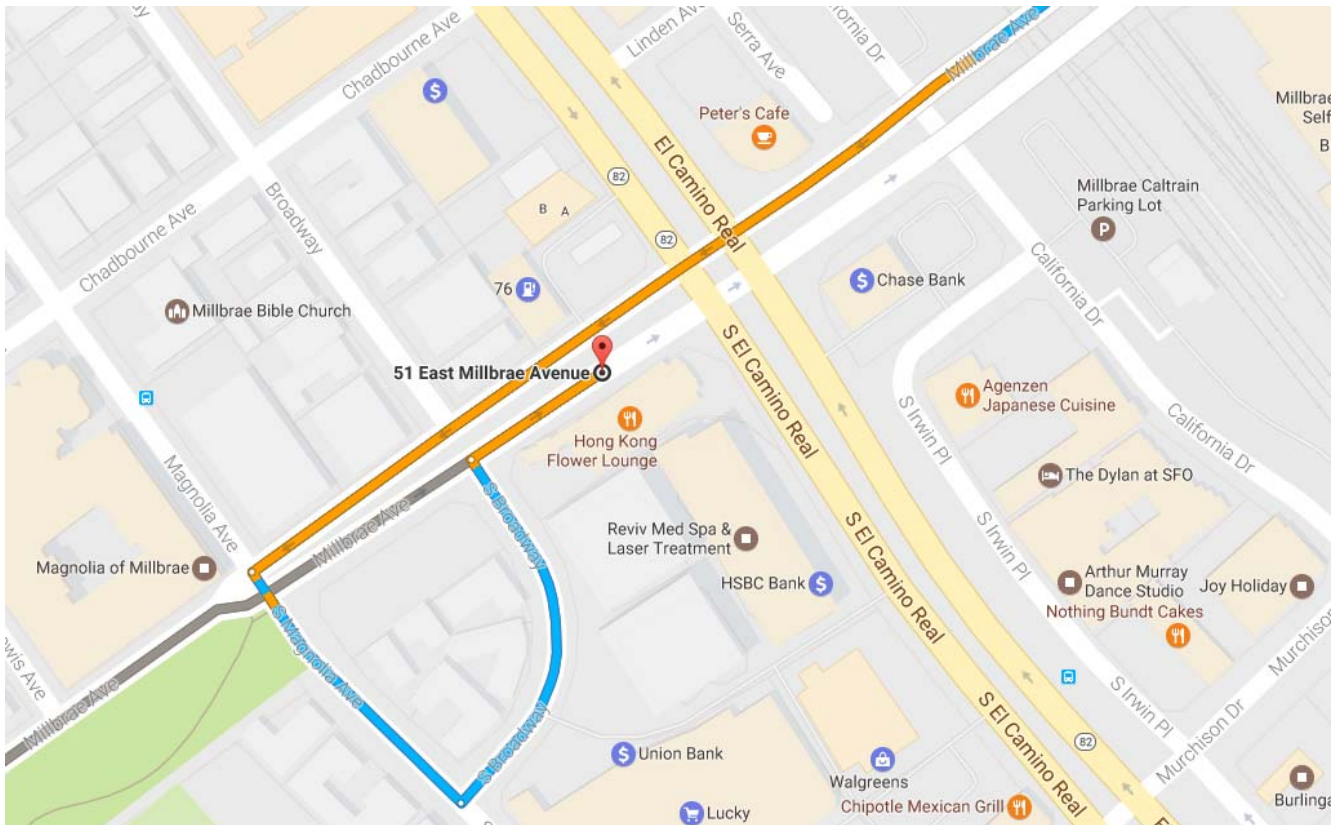 Chadbourne Ave
Linden Ave
Serra Ave
California Dr
Millbrae Ave
Peter's Cafe
Millbrae
Self
B
82
El Camino Real
Millbrae Caltrain
Parking Lot
P
Broadway
B A
82
Chadbourne Ave
76
Chase Bank
California Dr
Millbrae Bible Church
S El Camino Real
51 East Millbrae Avenue
Agenzen
Japanese Cuisine
S Irwin Pl
California Dr
Hong Kong
Flower Lounge
Magnolia Ave
The Dylan at SFO
S Broadway
Millbrae Ave
Reviv Med Spa &
Laser Treatment
S El Camino Real
S Irwin Pl
Magnolia of Millbrae
HSBC Bank
Arthur Murray
Dance Studio
Joy Holiday
Nothing Bundt Cakes
S Magnolia Ave
Murchison
Millbrae Ave
S El Camino Real
S Irwin Pl
S Broadway
82
Murchison Dr
Union Bank
Walgreens
Chipotle Mexican Grill
Lucky